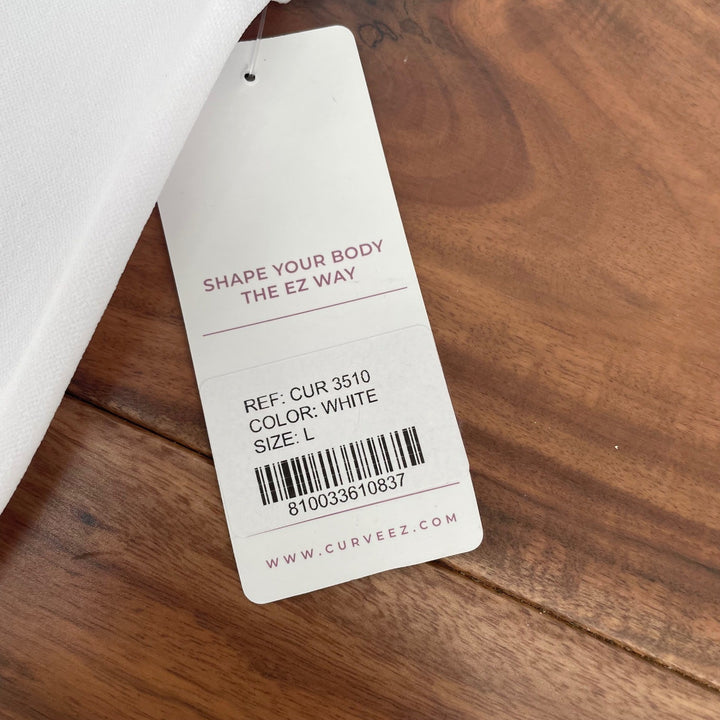 SHAPE YOUR BODY
THE EZ WAY
REF: CUR 3510
COLOR: WHITE
SIZE: L
810033610837
WWW.CURVEEZ.COM